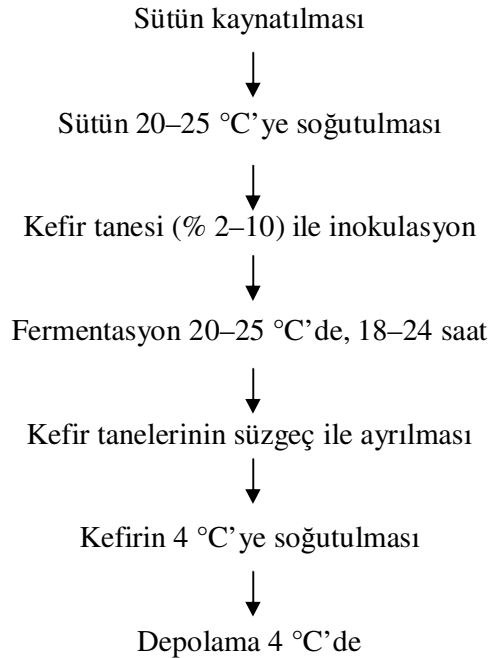 Sütün kaynatılması
Sütün 20–25 °C’ye soğutulması
Kefir tanesi (% 2–10) ile inokulasyon
Fermentasyon 20–25 °C’de, 18–24 saat
Kefir tanelerinin süzgeç ile ayrılması
Kefirin 4 °C’ye soğutulması
Depolama 4 °C’de